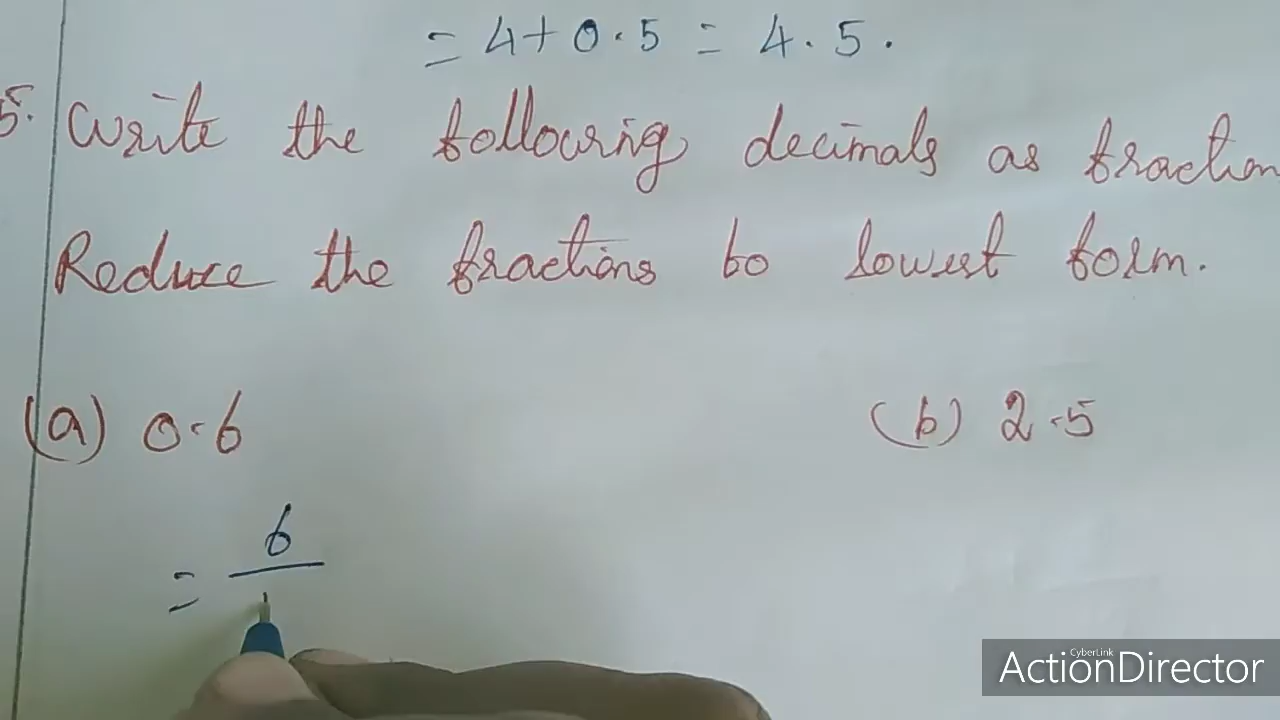 = 4+ 0.5 = 4.5.
5. Write the following decimals as fraction
Reduce the fractions to lowest form.
(a) 0.6
(b) 2.5
= 6
CyberLink
ActionDirector